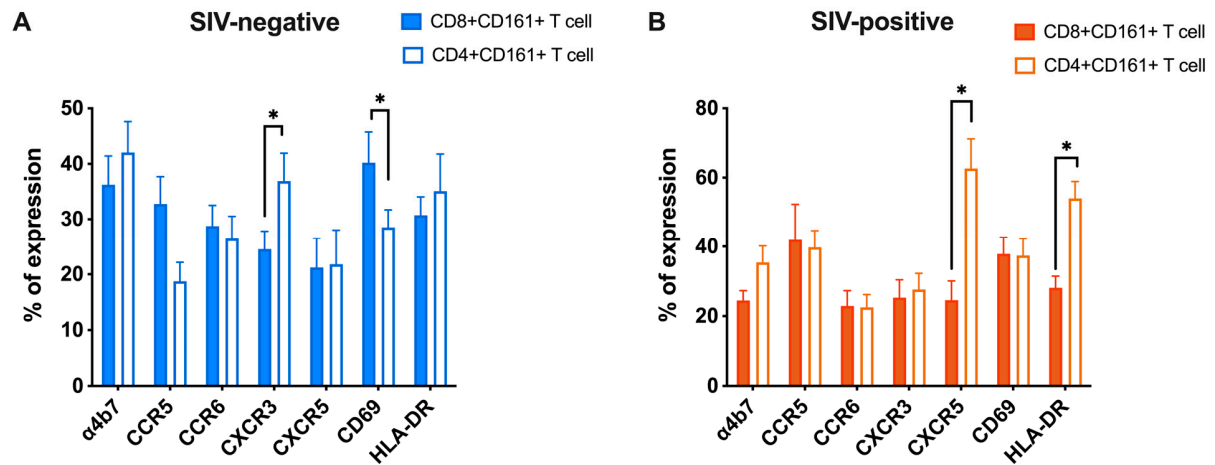 A
SIV-negative
CD8+CD161+ T cell
CD4+CD161+ T cell
% of expression
50
40
30
20
10
0
*
*
α4b7
CCR5
CCR6
CXCR3
CXCR5
CD69
HLA-DR
B
SIV-positive
CD8+CD161+ T cell
CD4+CD161+ T cell
% of expression
80
60
40
20
0
*
*
α4b7
CCR5
CCR6
CXCR3
CXCR5
CD69
HLA-DR